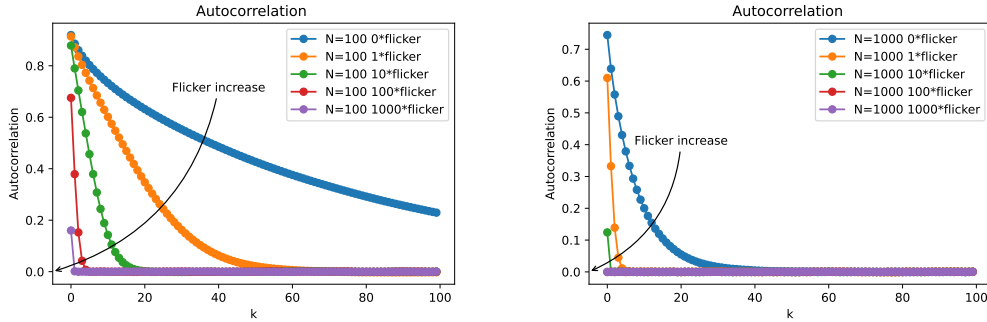 Autocorrelation
Autocorrelation
0.8
0.6
0.4
0.2
0.0
Flicker increase
N=100 0*flicker
N=100 1*flicker
N=100 10*flicker
N=100 100*flicker
N=100 1000*flicker
0 20 40 60 80 100
k
Autocorrelation
Autocorrelation
0.7
0.6
0.5
0.4
0.3
0.2
0.1
0.0
Flicker increase
N=1000 0*flicker
N=1000 1*flicker
N=1000 10*flicker
N=1000 100*flicker
N=1000 1000*flicker
0 20 40 60 80 100
k